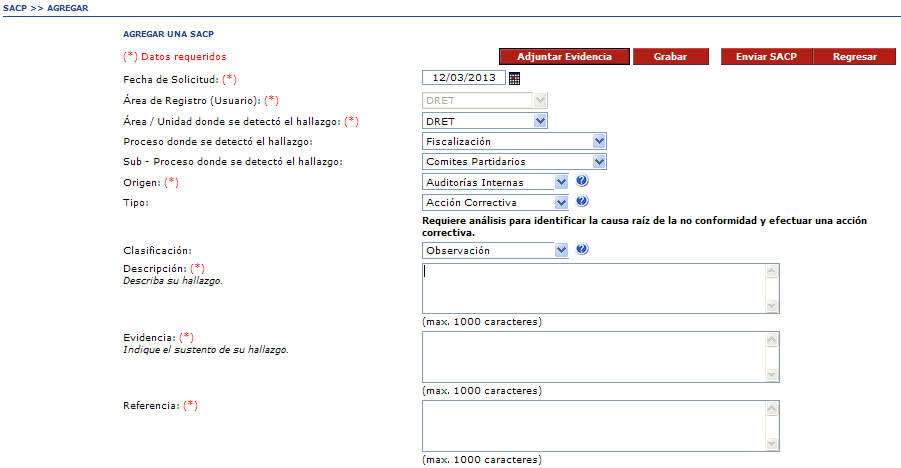 SACP >> AGREGAR
AGREGAR UNA SACP
(*) Datos requeridos
Adjuntar Evidencia Grabar Enviar SACP Regresar
Fecha de Solicitud: (*) 12/03/2013
Área de Registro (Usuario): (*) DRET
Área / Unidad donde se detectó el hallazgo: (*) DRET
Proceso donde se detectó el hallazgo: Fiscalización
Sub - Proceso donde se detectó el hallazgo: Comites Partidarios
Origen: (*) Auditorías Internas ?
Tipo: Acción Correctiva ?
Requiere análisis para identificar la causa raíz de la no conformidad y efectuar una acción
correctiva.
Clasificación: Observación ?
Descripción: (*)
Describa su hallazgo.
(max. 1000 caracteres)
Evidencia: (*)
Indique el sustento de su hallazgo.
(max. 1000 caracteres)
Referencia: (*)
(max. 1000 caracteres)